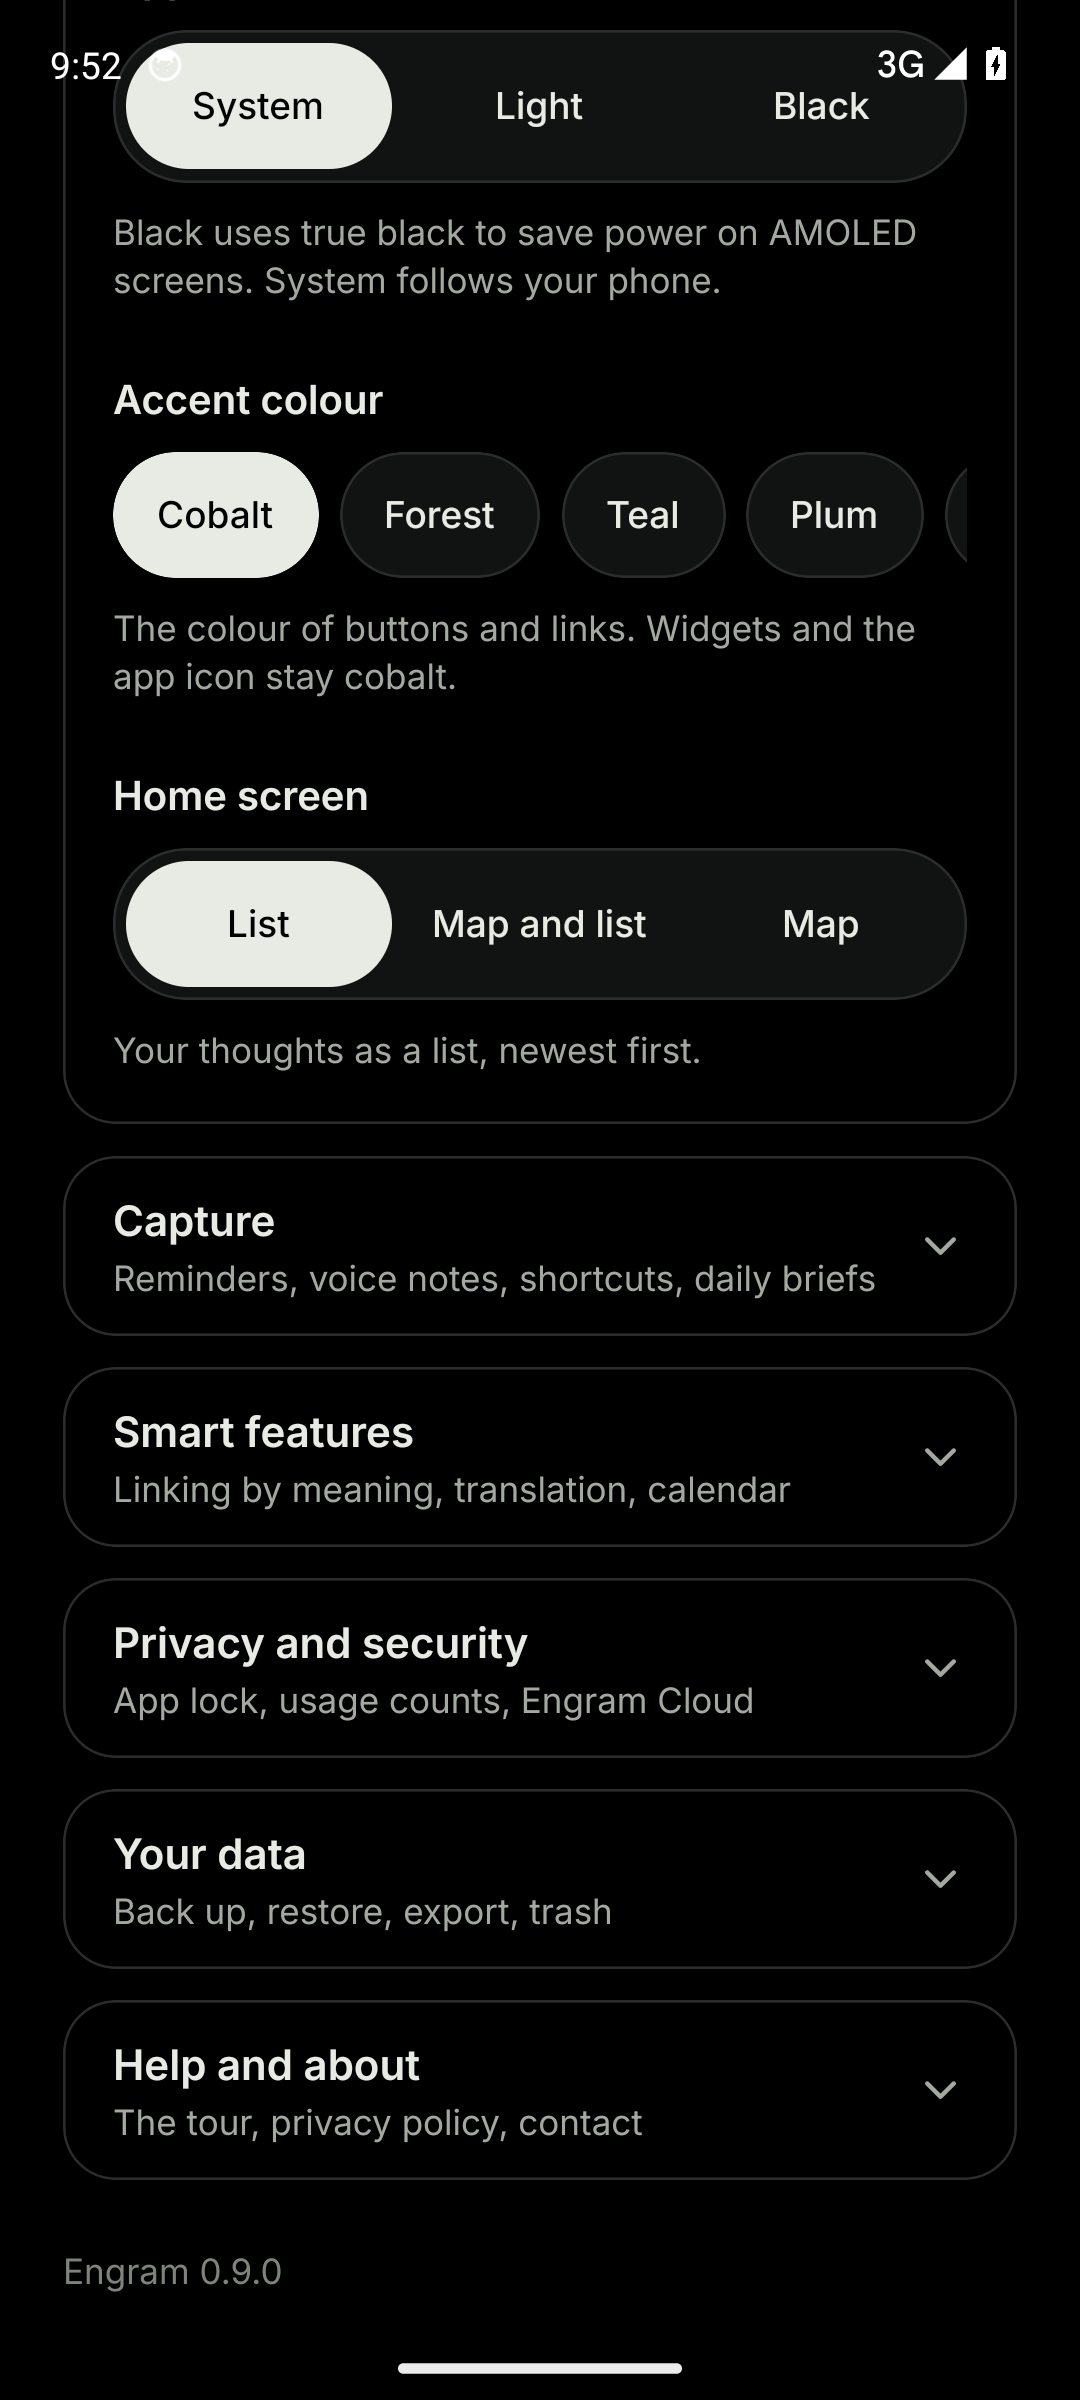 9:52
3G
System
Light
Black
Black uses true black to save power on AMOLED
screens. System follows your phone.
Accent colour
Cobalt
Forest
Teal
Plum
The colour of buttons and links. Widgets and the
app icon stay cobalt.
Home screen
List
Map and list
Map
Your thoughts as a list, newest first.
Capture
Reminders, voice notes, shortcuts, daily briefs
Smart features
Linking by meaning, translation, calendar
Privacy and security
App lock, usage counts, Engram Cloud
Your data
Back up, restore, export, trash
Help and about
The tour, privacy policy, contact
Engram 0.9.0